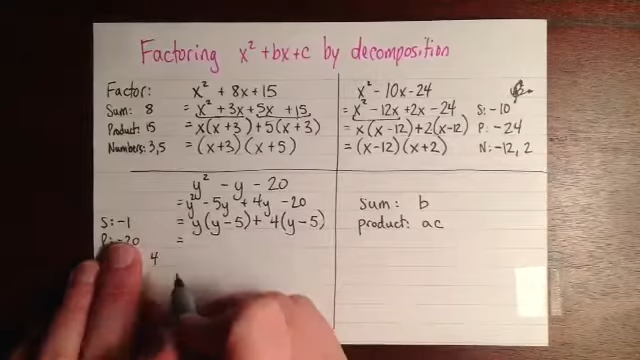 Factoring x² + bx + c by decomposition
Factor: x² + 8x + 15
Sum: 8 = x² + 3x + 5x + 15
Product: 15 = x(x+3) + 5(x+3)
Numbers: 3,5 = (x+3)(x+5)
x² - 10x - 24
= x² - 12x + 2x - 24 S: -10
= x(x-12) + 2(x-12) P: -24
= (x-12)(x+2) N: -12, 2
y² - y - 20
= y² - 5y + 4y - 20
S: -1 = y(y-5) + 4(y-5)
P: -20 =
4
sum: b
product: ac